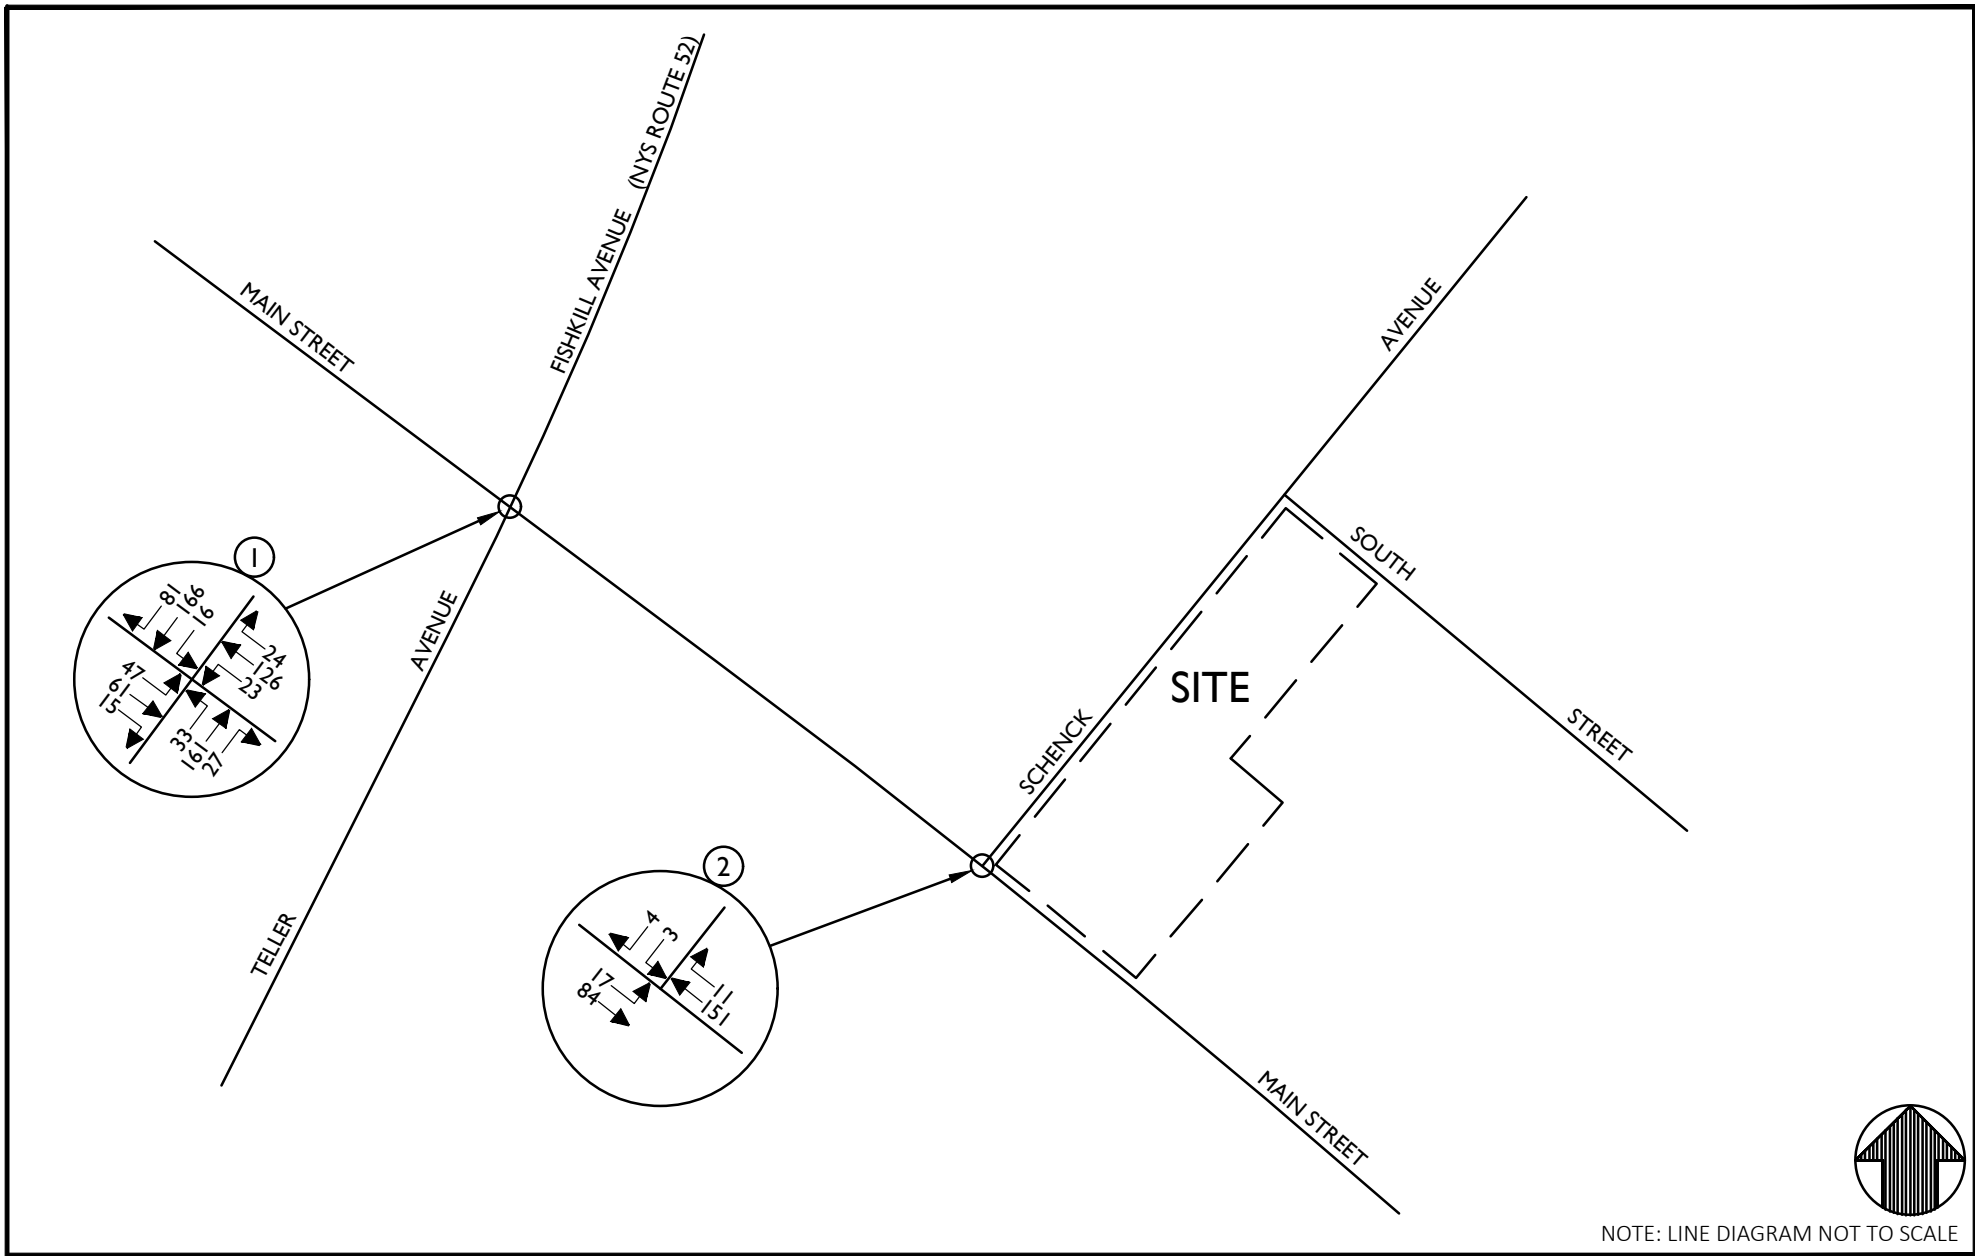 FISHKILL AVENUE (NYS ROUTE 52)
MAIN STREET
AVENUE
SOUTH
STREET
1
81
166
16
24
126
23
47
61
15
33
161
27
AVENUE
TELLER
SITE
SCHENCK
2
4
3
11
151
17
84
MAIN STREET
NOTE: LINE DIAGRAM NOT TO SCALE